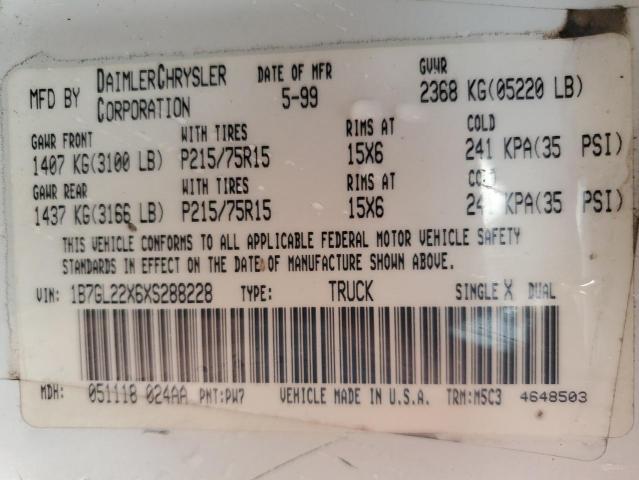 MFD BY DAIMLERCHRYSLER CORPORATION DATE OF MFR 5-99 GVWR 2368 KG(05220 LB)
GAWR FRONT WITH TIRES RIMS AT COLD
1407 KG(3100 LB) P215/75R15 15X6 241 KPA(35 PSI)
GAWR REAR WITH TIRES RIMS AT COLD
1437 KG(3166 LB) P215/75R15 15X6 241 KPA(35 PSI)
THIS VEHICLE CONFORMS TO ALL APPLICABLE FEDERAL MOTOR VEHICLE SAFETY
STANDARDS IN EFFECT ON THE DATE OF MANUFACTURE SHOWN ABOVE.
VIN: 1B7GL22X6XS288228 TYPE: TRUCK SINGLE X DUAL
MDH: 051118 024AA PNT:PW7 VEHICLE MADE IN U.S.A. TRM:M5C3 4648503